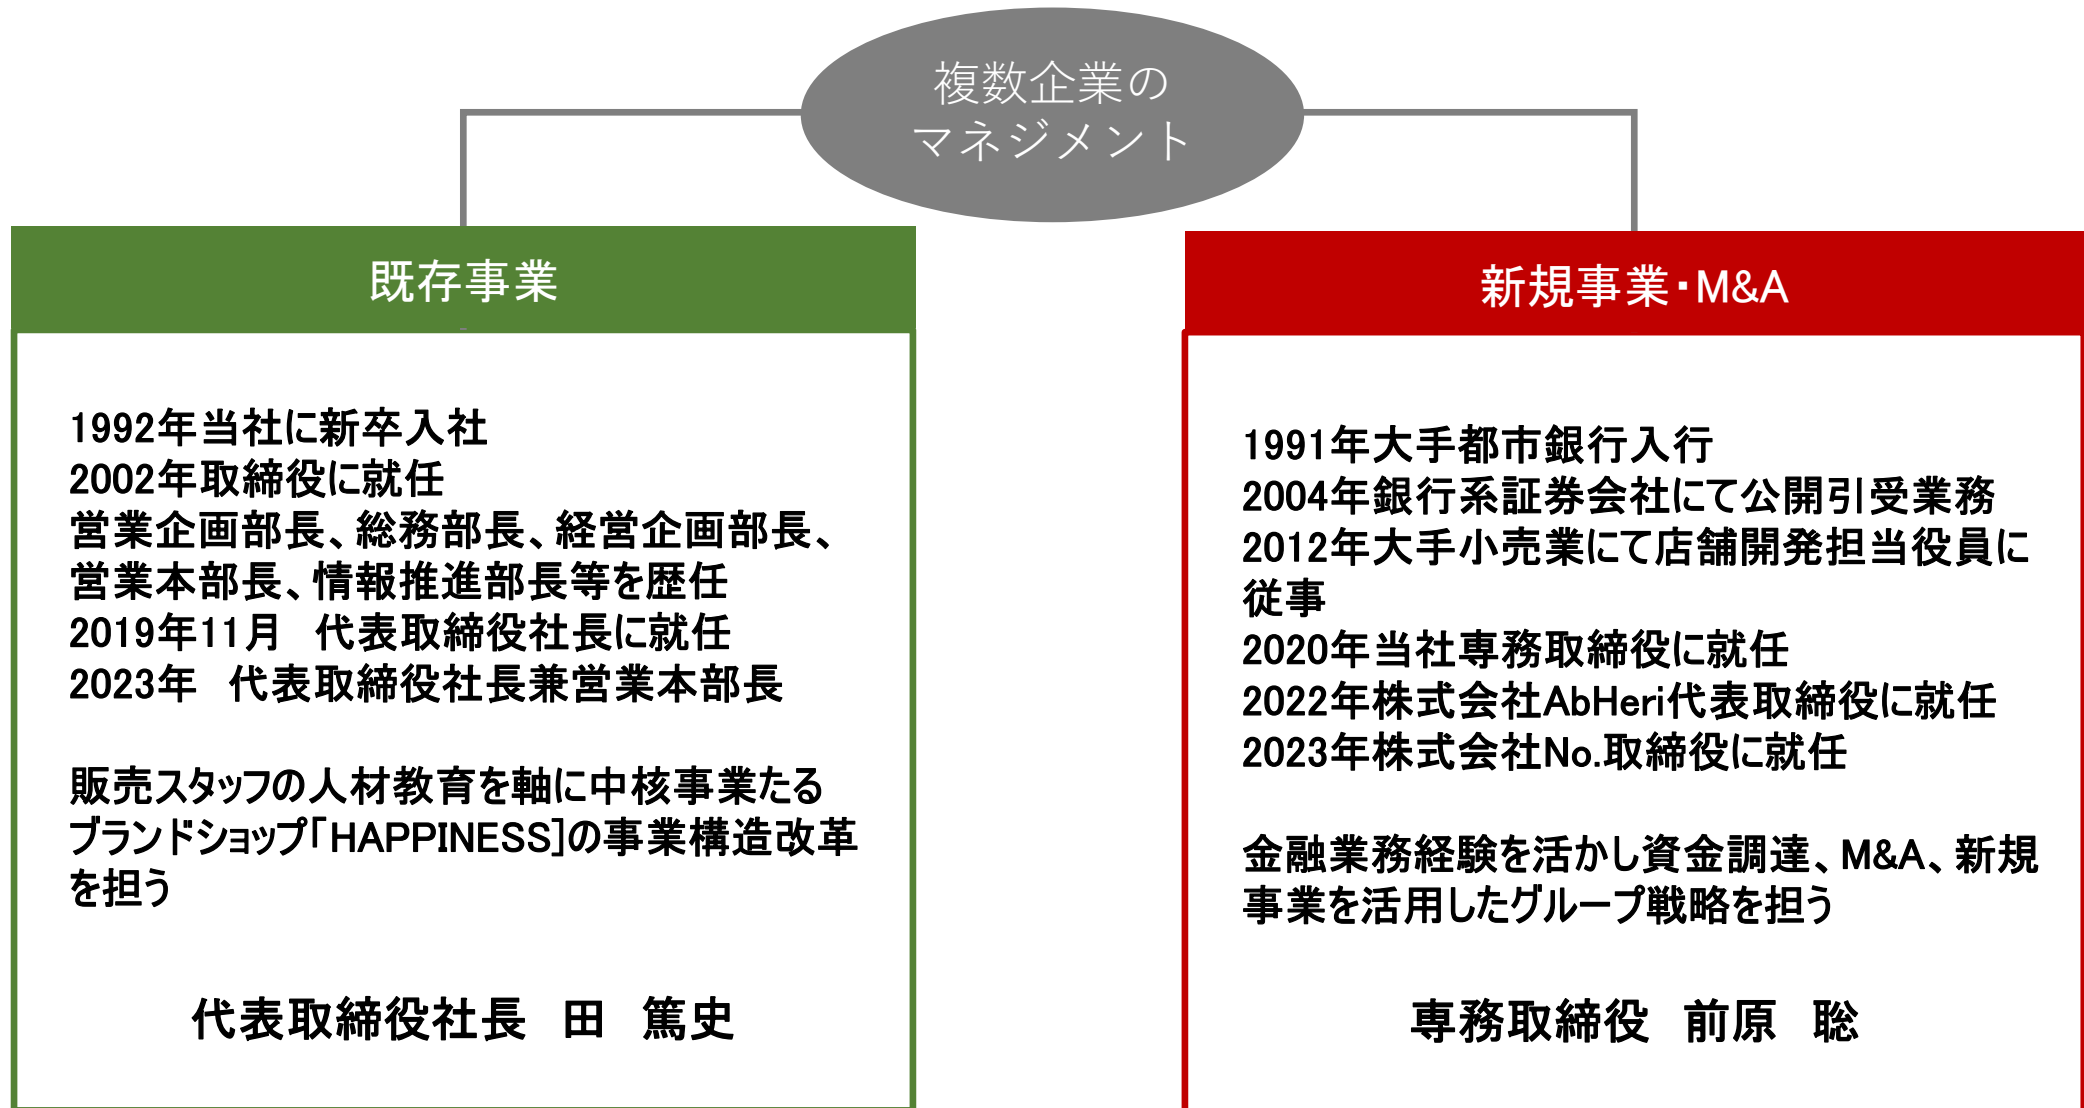 複数企業の
マネジメント
既存事業
1992年当社に新卒入社
2002年取締役に就任
営業企画部長、総務部長、経営企画部長、
営業本部長、情報推進部長等を歴任
2019年11月　代表取締役社長に就任
2023年　代表取締役社長兼営業本部長
販売スタッフの人材教育を軸に中核事業たる
ブランドショップ「HAPPINESS]の事業構造改革
を担う
代表取締役社長　田　篤史
新規事業・M&A
1991年大手都市銀行入行
2004年銀行系証券会社にて公開引受業務
2012年大手小売業にて店舗開発担当役員に
従事
2020年当社専務取締役に就任
2022年株式会社AbHeri代表取締役に就任
2023年株式会社No.取締役に就任
金融業務経験を活かし資金調達、M&A、新規
事業を活用したグループ戦略を担う
専務取締役　前原　聡